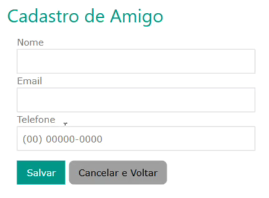 Cadastro de Amigo
Nome
Email
Telefone
(00) 00000-0000
Salvar Cancelar e Voltar